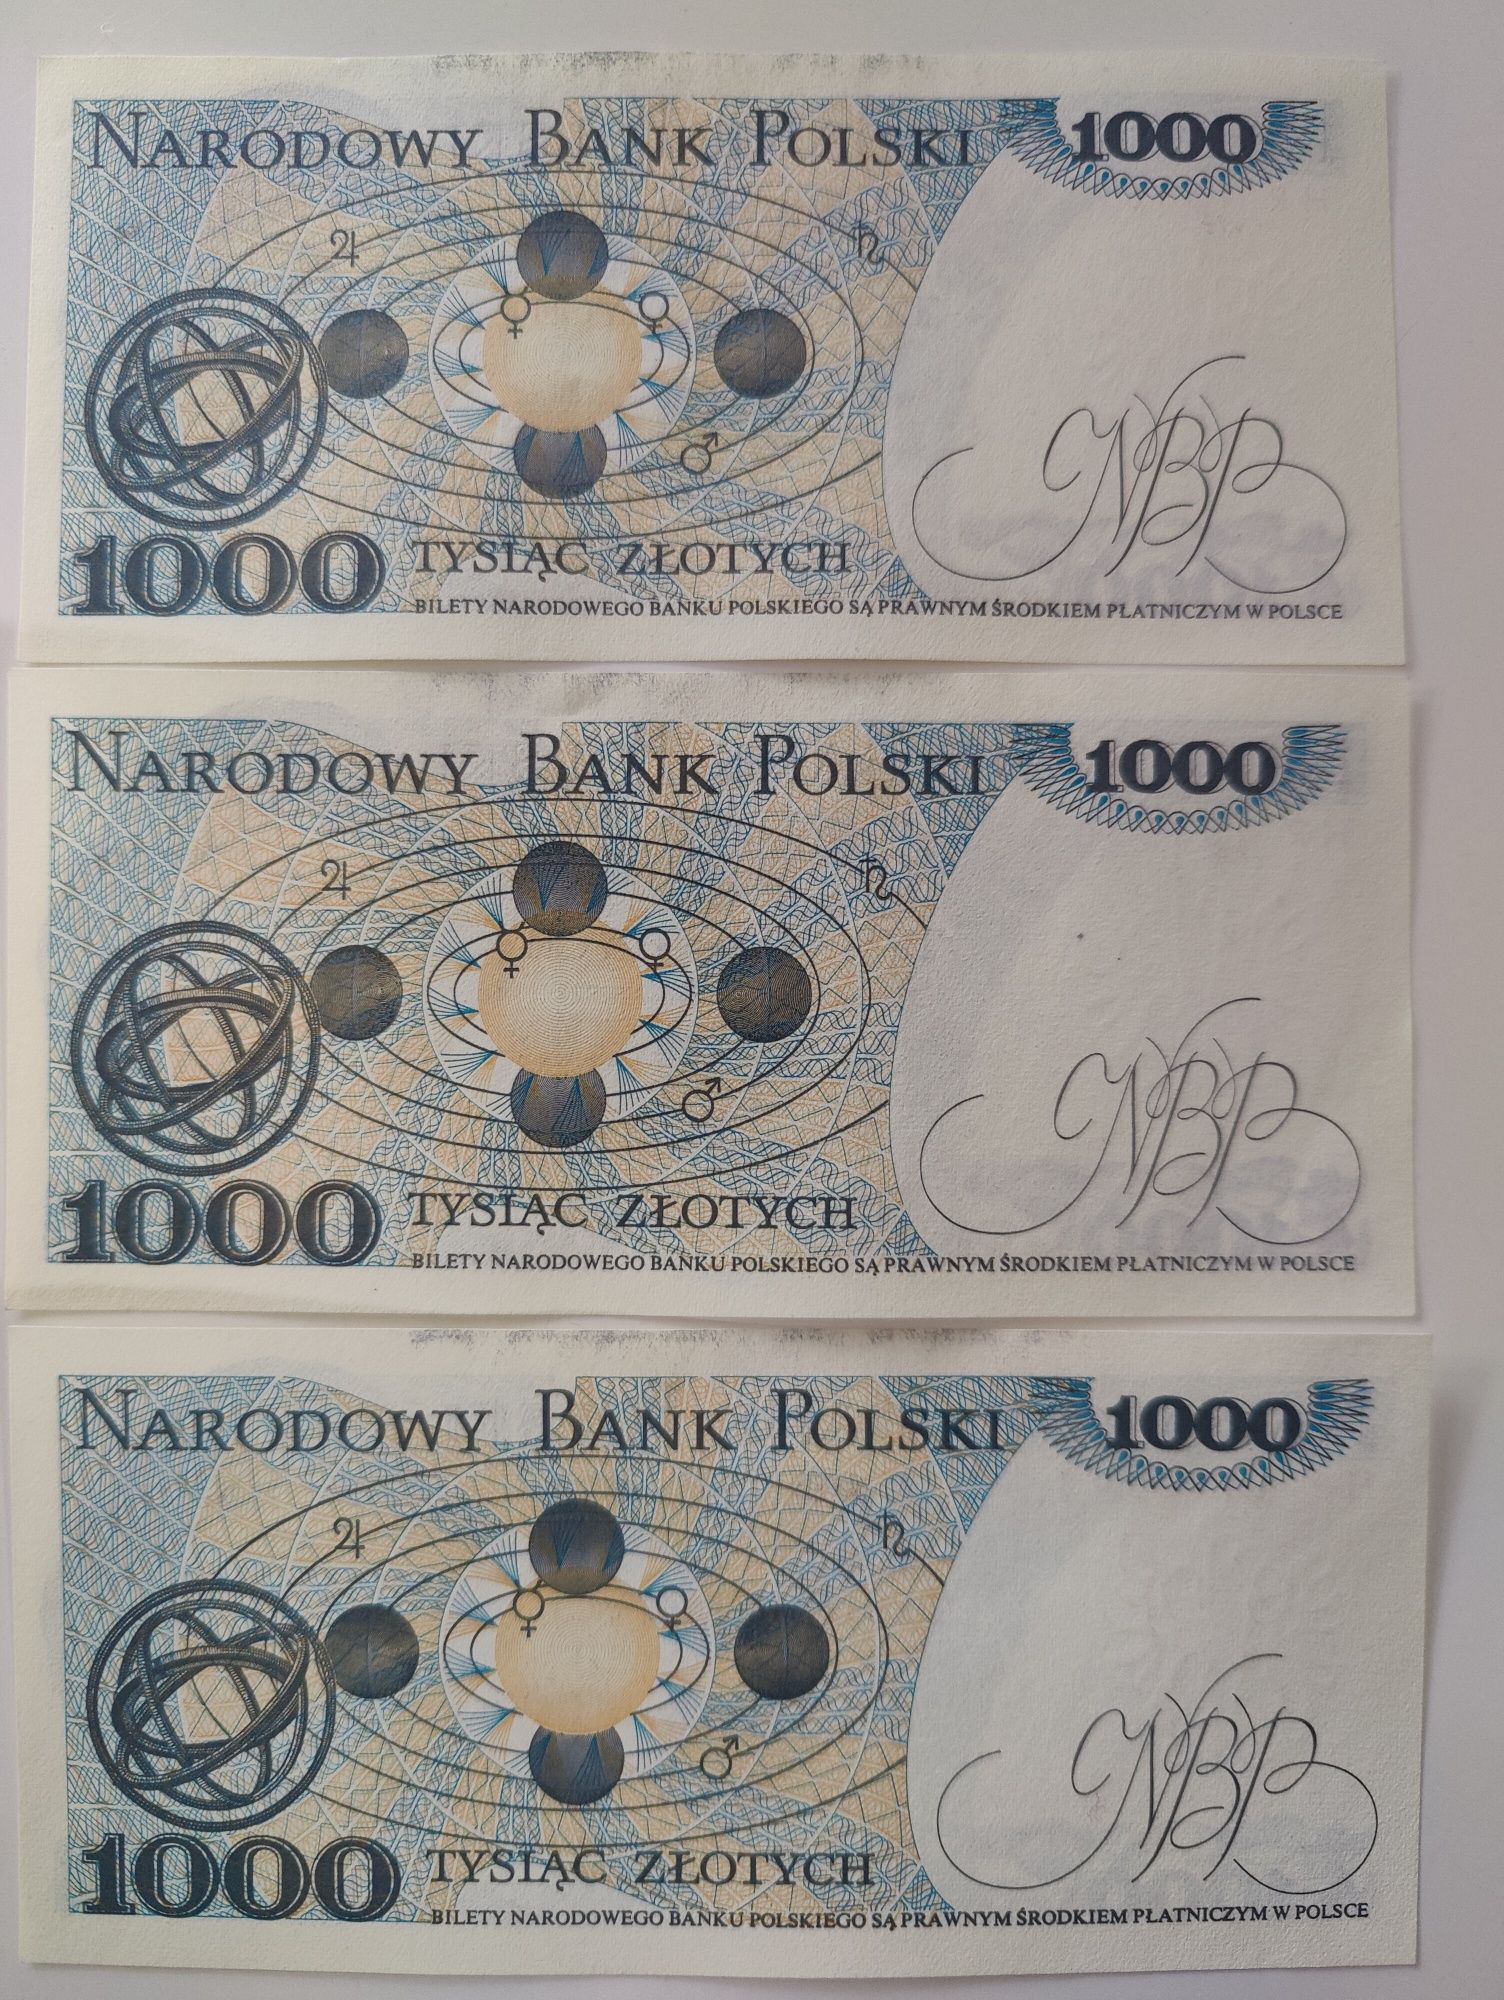 NARODOWY BANK POLSKI 1000
♃ ♄
♀ ♀
♂
NBP
1000 TYSIĄC ZŁOTYCH
BILETY NARODOWEGO BANKU POLSKIEGO SĄ PRAWNYM ŚRODKIEM PŁATNICZYM W POLSCE
NARODOWY BANK POLSKI 1000
♃ ♄
♀ ♀
♂
NBP
1000 TYSIĄC ZŁOTYCH
BILETY NARODOWEGO BANKU POLSKIEGO SĄ PRAWNYM ŚRODKIEM PŁATNICZYM W POLSCE
NARODOWY BANK POLSKI 1000
♃ ♄
♀ ♀
♂
NBP
1000 TYSIĄC ZŁOTYCH
BILETY NARODOWEGO BANKU POLSKIEGO SĄ PRAWNYM ŚRODKIEM PŁATNICZYM W POLSCE